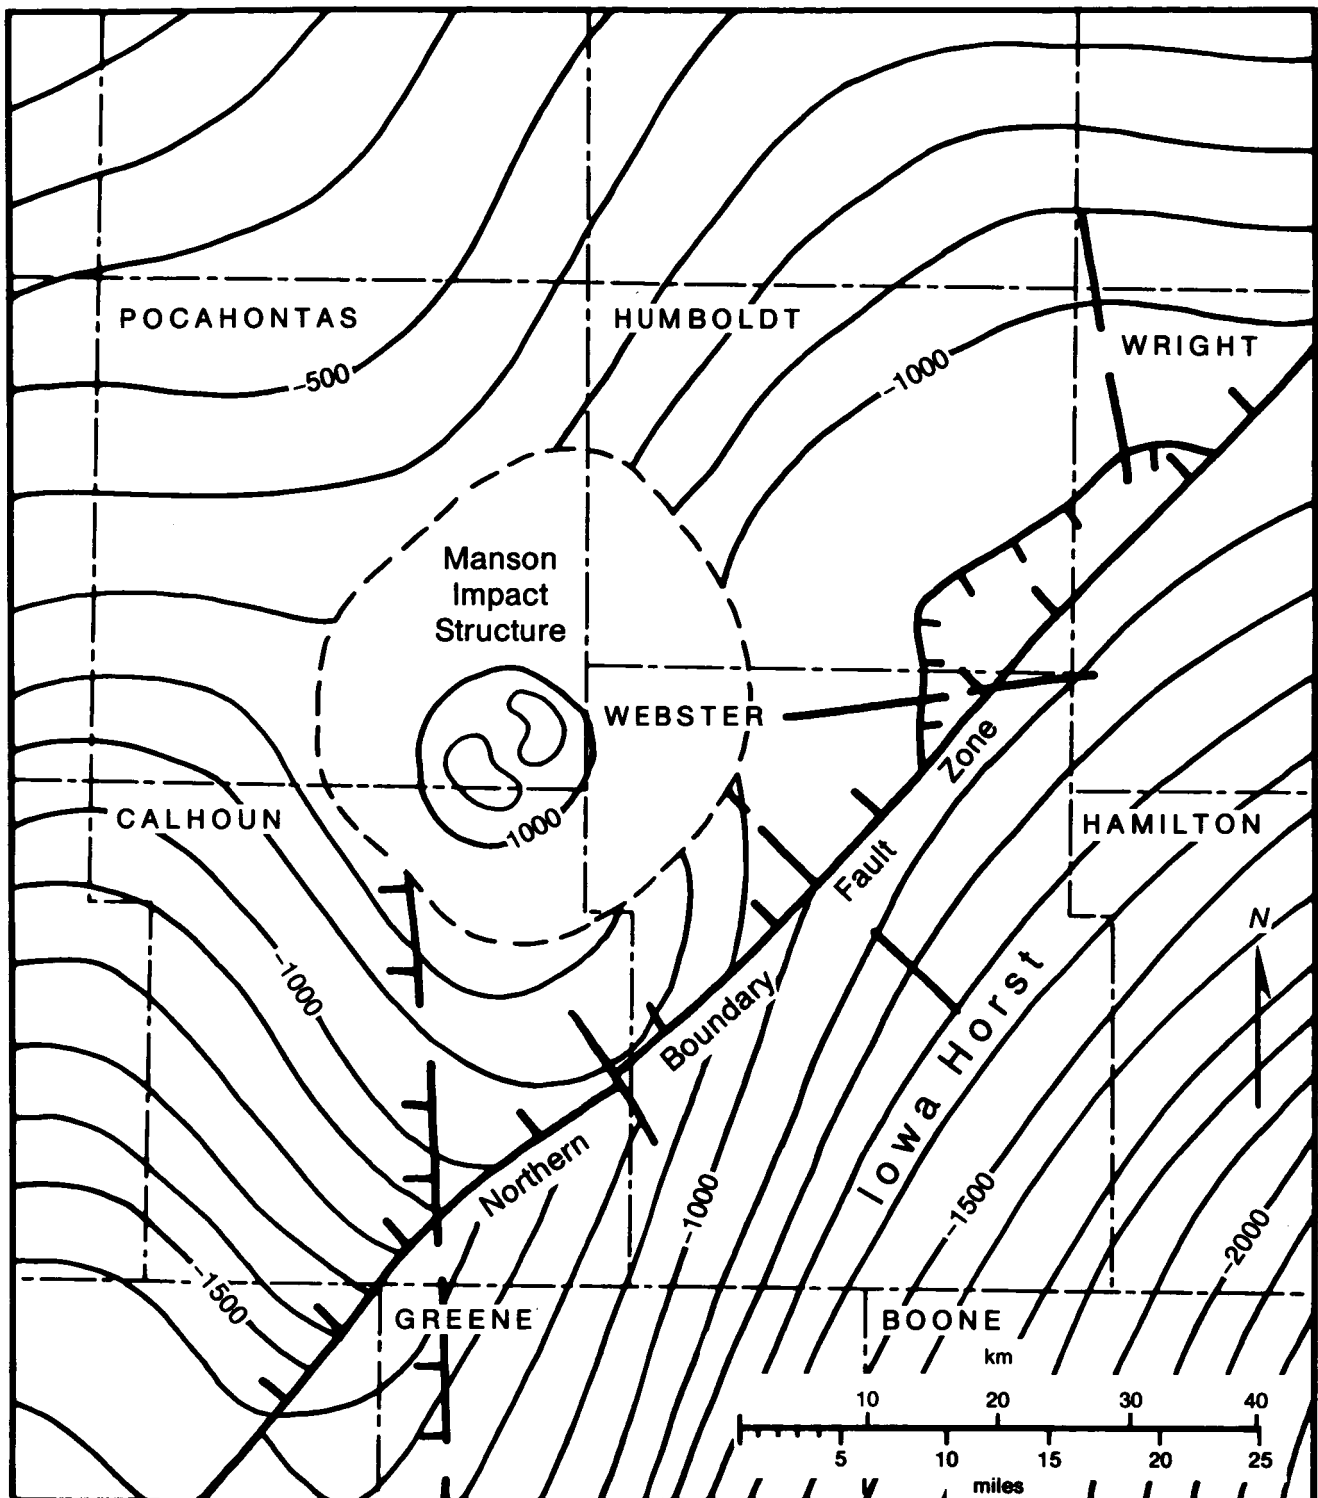 POCAHONTAS
HUMBOLDT
WRIGHT
-500
-1000
Manson
Impact
Structure
WEBSTER
CALHOUN
1000
HAMILTON
-1000
Northern Boundary Fault Zone
N
Iowa Horst
-1000
-1500
-2000
-1500
GREENE
BOONE
km
10 20 30 40
5 10 15 20 25
miles